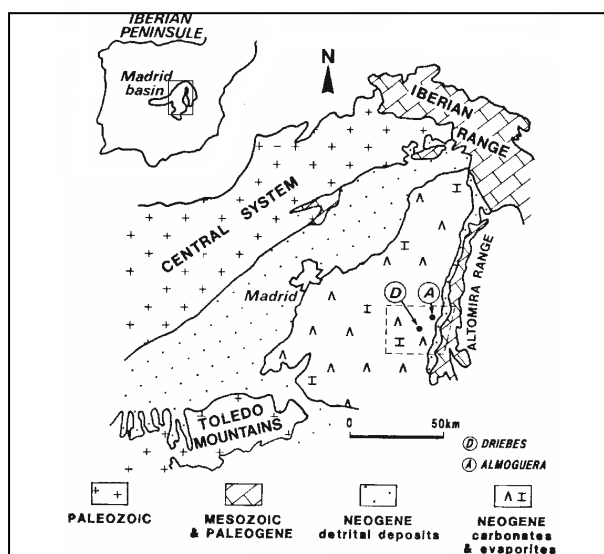 IBERIAN
PENINSULE
Madrid
basin
N
IBERIAN
RANGE
CENTRAL SYSTEM
Madrid
D
A
ALTOMIRA RANGE
TOLEDO
MOUNTAINS
0
50km
D DRIEBES
A ALMOGUERA
PALEOZOIC
MESOZOIC
& PALEOGENE
NEOGENE
detrital deposits
NEOGENE
carbonates
& evaporites